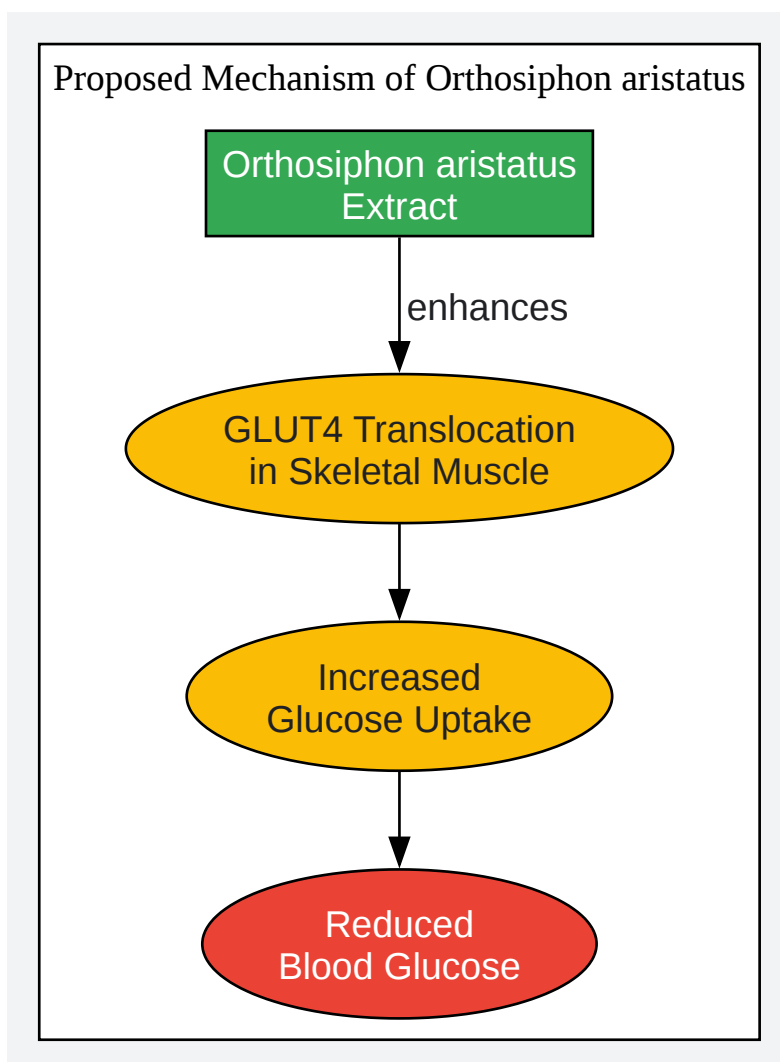 Proposed Mechanism of Orthosiphon aristatus
Orthosiphon aristatus
Extract
enhances
GLUT4 Translocation
in Skeletal Muscle
Increased
Glucose Uptake
Reduced
Blood Glucose